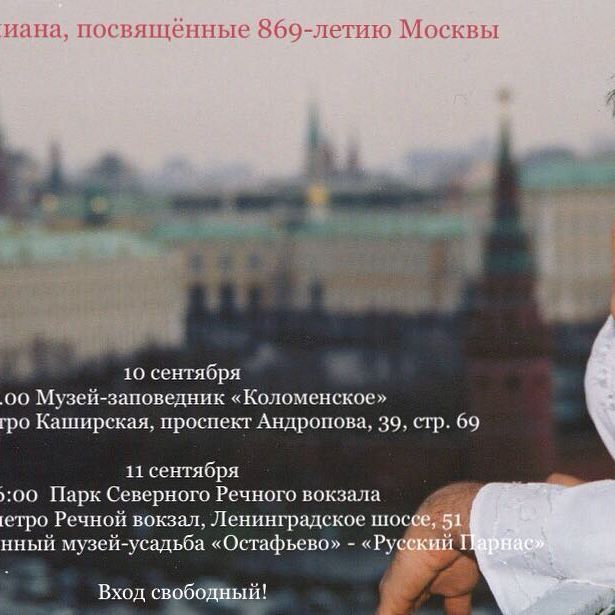 иана, посвящённые 869-летию Москвы
10 сентября
.00 Музей-заповедник «Коломенское»
тро Каширская, проспект Андропова, 39, стр. 69
11 сентября
6:00 Парк Северного Речного вокзала
метро Речной вокзал, Ленинградское шоссе, 51
нный музей-усадьба «Остафьево» - «Русский Парнас»
.
Вход свободный!